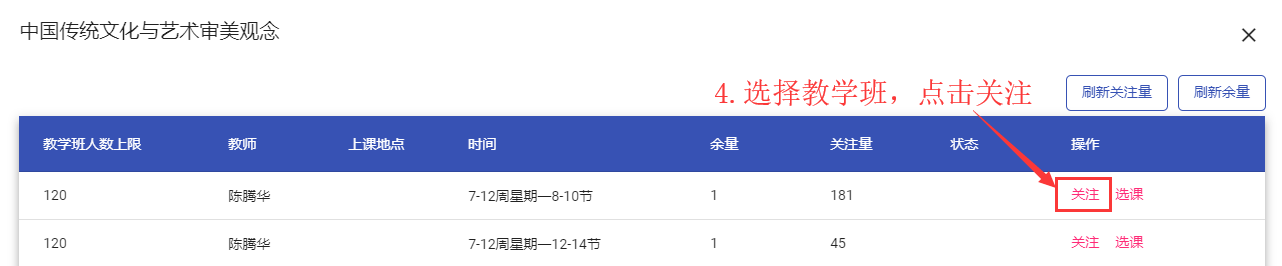 中国传统文化与艺术审美观念
4.选择教学班，点击关注 刷新关注量 刷新余量
教学班人数上限 教师 上课地点 时间 余量 关注量 状态 操作
120 陈腾华 7-12周星期一8-10节 1 181 关注 选课
120 陈腾华 7-12周星期一12-14节 1 45 关注 选课